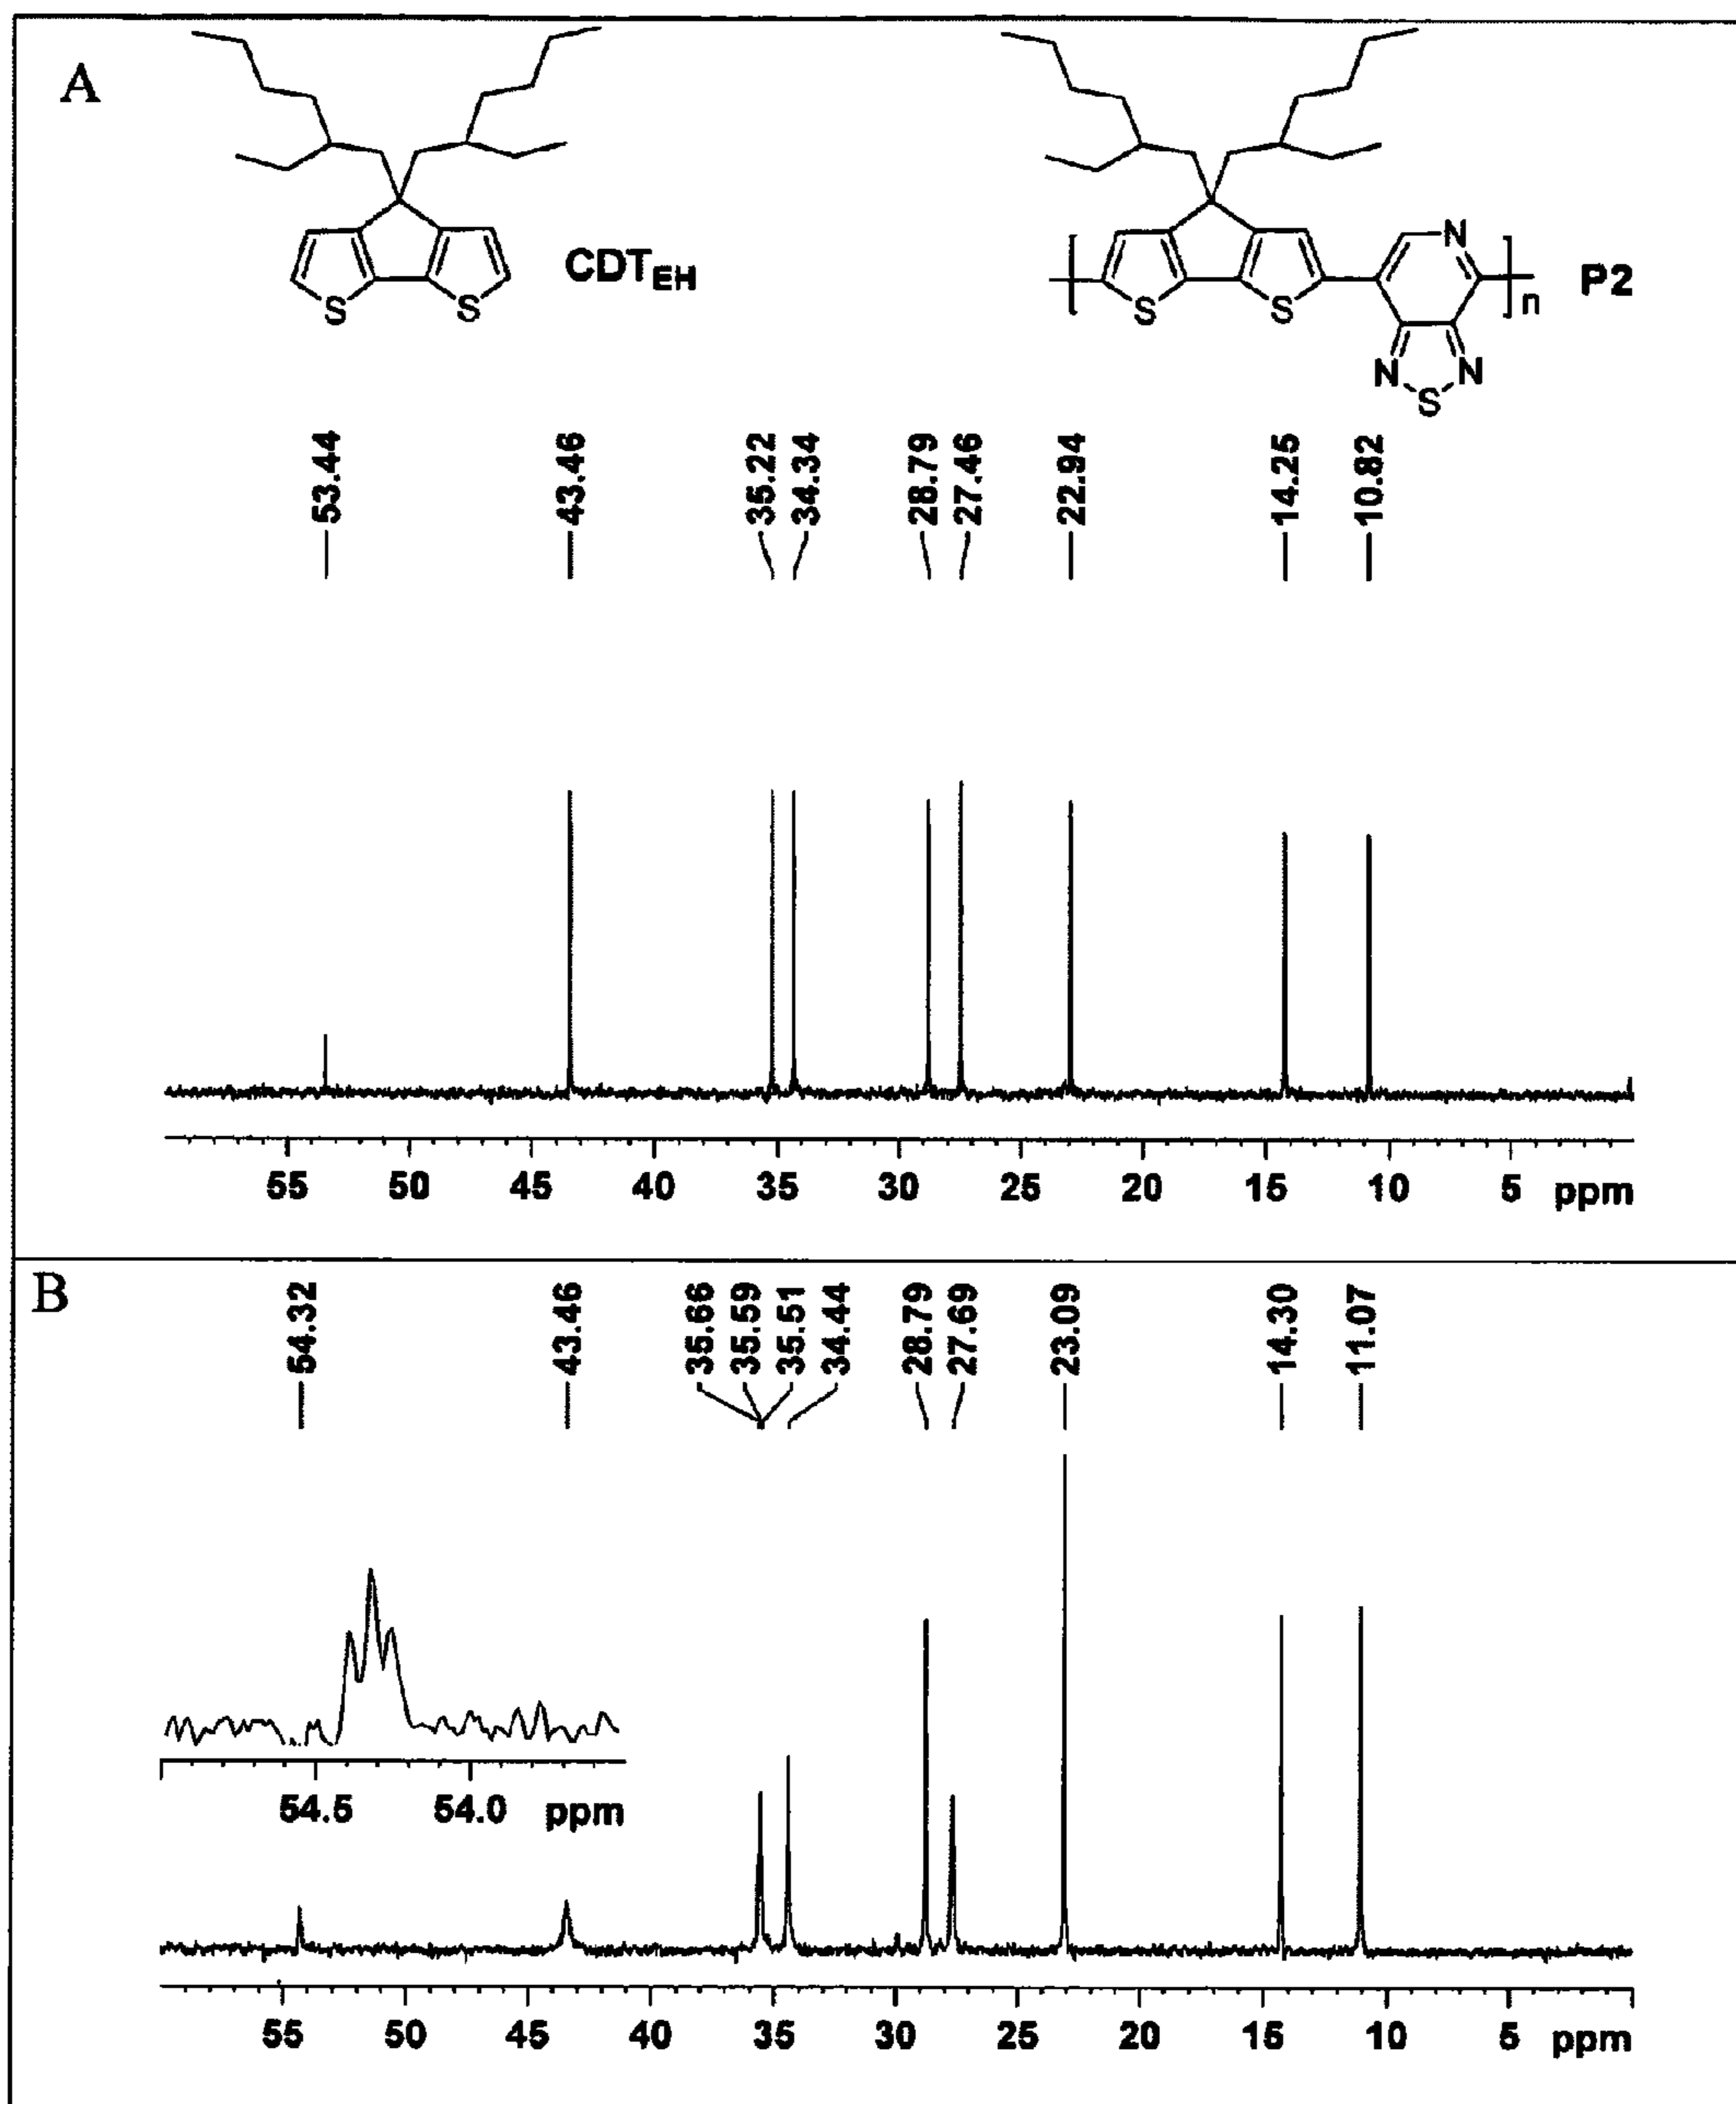 A
S
S
CDT_EH
S
S
N
N
N
S
n
P2
53.44
43.46
35.22
34.34
28.79
27.46
22.94
14.25
10.82
55 50 45 40 35 30 25 20 15 10 5 ppm
B
54.32
43.46
35.66
35.59
35.51
34.44
28.79
27.69
23.09
14.30
11.07
54.5 54.0 ppm
55 50 45 40 35 30 25 20 15 10 5 ppm